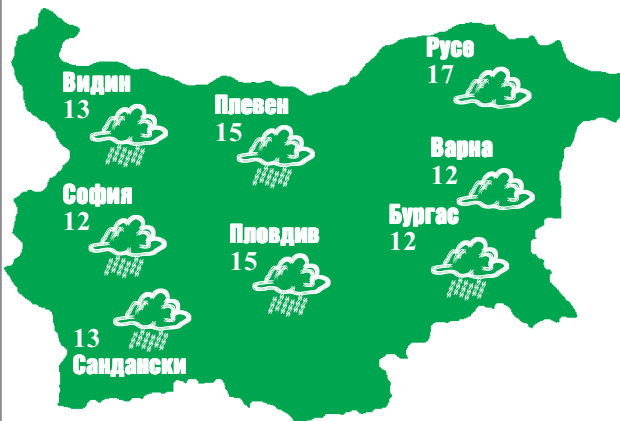 Русе
17
Видин
13
Плевен
15
Варна
12
София
12
Бургас
12
Пловдив
15
13
Сандански